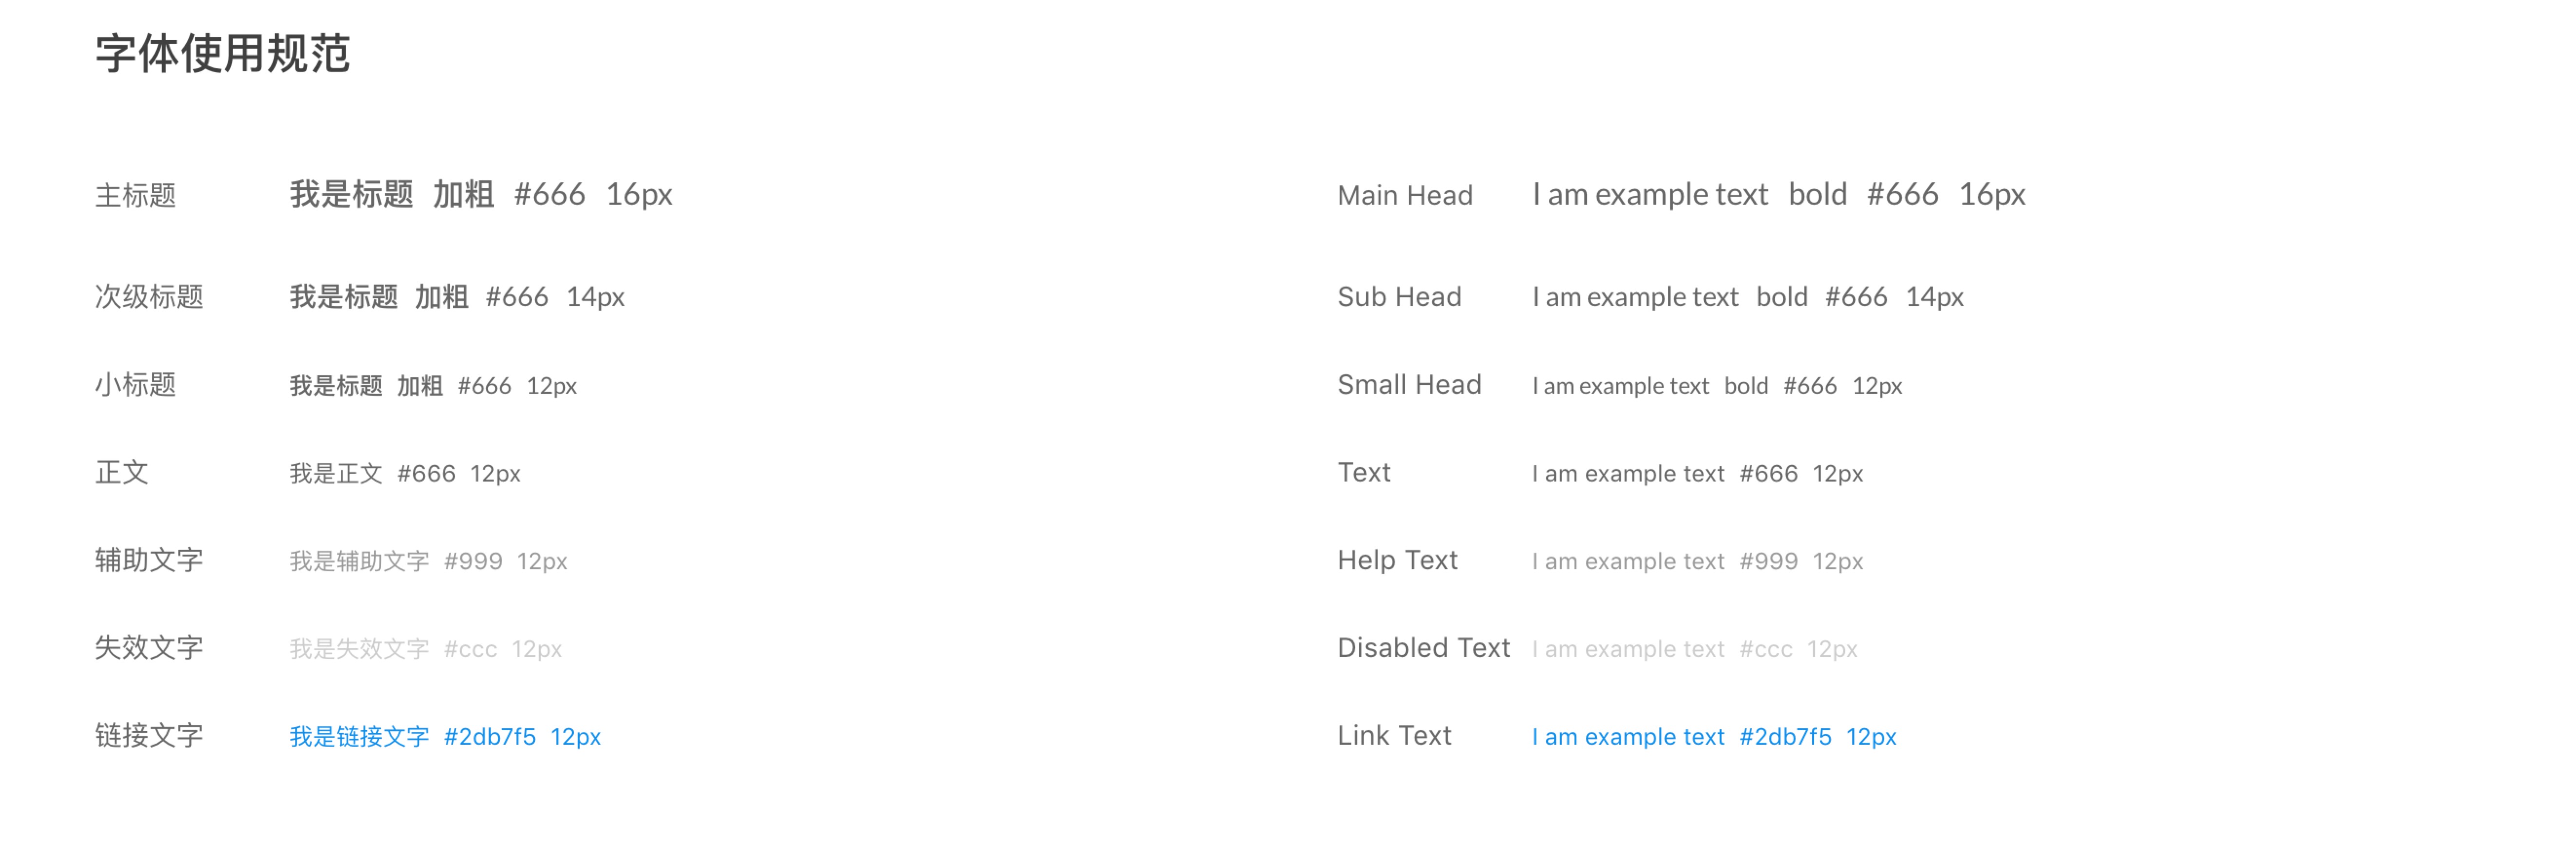 字体使用规范
主标题 我是标题 加粗 #666 16px
次级标题 我是标题 加粗 #666 14px
小标题 我是标题 加粗 #666 12px
正文 我是正文 #666 12px
辅助文字 我是辅助文字 #999 12px
失效文字 我是失效文字 #ccc 12px
链接文字 我是链接文字 #2db7f5 12px
Main Head I am example text bold #666 16px
Sub Head I am example text bold #666 14px
Small Head I am example text bold #666 12px
Text I am example text #666 12px
Help Text I am example text #999 12px
Disabled Text I am example text #ccc 12px
Link Text I am example text #2db7f5 12px